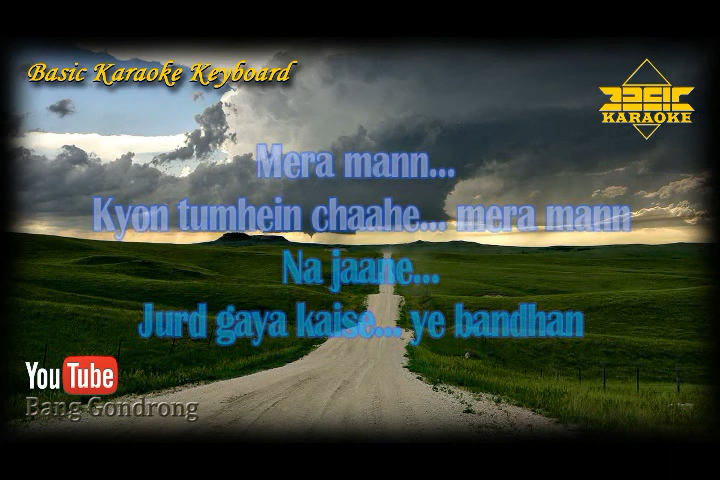 Basic Karaoke Keyboard
BASIC
KARAOKE
Mera mann...
Kyon tumhein chaahe... mera mann
Na jaane...
Jurd gaya kaise... ye bandhan
YouTube
Bang Gondrong